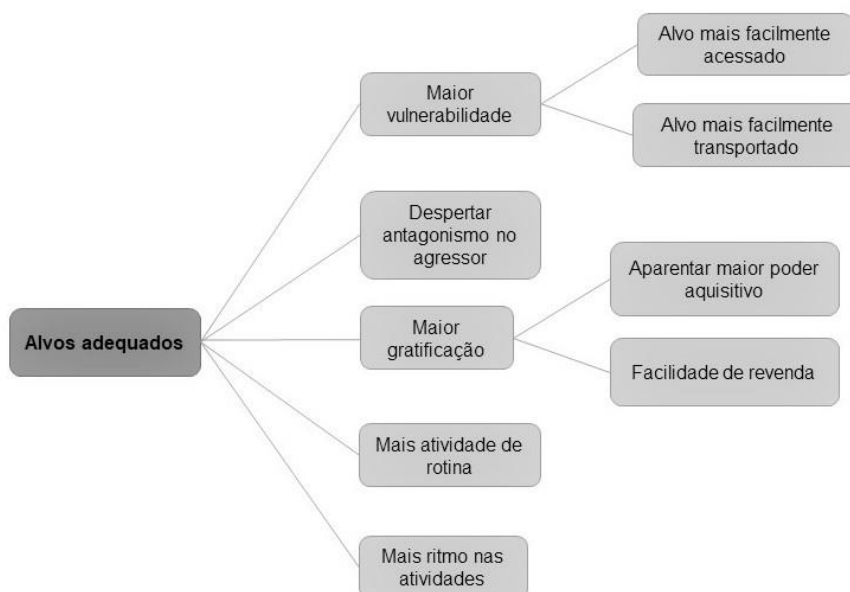 Alvos adequados
Maior
vulnerabilidade
Alvo mais facilmente
acessado
Alvo mais facilmente
transportado
Despertar
antagonismo no
agressor
Maior
gratificação
Aparentar maior poder
aquisitivo
Facilidade de revenda
Mais atividade de
rotina
Mais ritmo nas
atividades